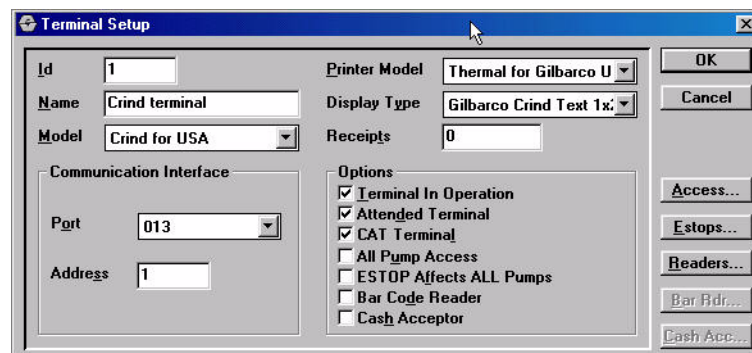 Terminal Setup
Id 1
Name Crind terminal
Model Crind for USA
Printer Model Thermal for Gilbarco U
Display Type Gilbarco Crind Text 1x2
Receipts 0
Communication Interface
Port 013
Address 1
Options
Terminal In Operation
Attended Terminal
CAT Terminal
All Pump Access
ESTOP Affects ALL Pumps
Bar Code Reader
Cash Acceptor
OK
Cancel
Access...
Estops...
Readers...
Bar Rdr...
Cash Acc...